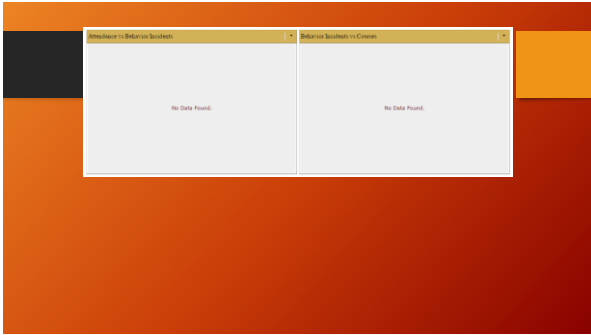 Attendance vs Behavior Incidents
Behavior Incidents vs Courses
No Data Found.
No Data Found.